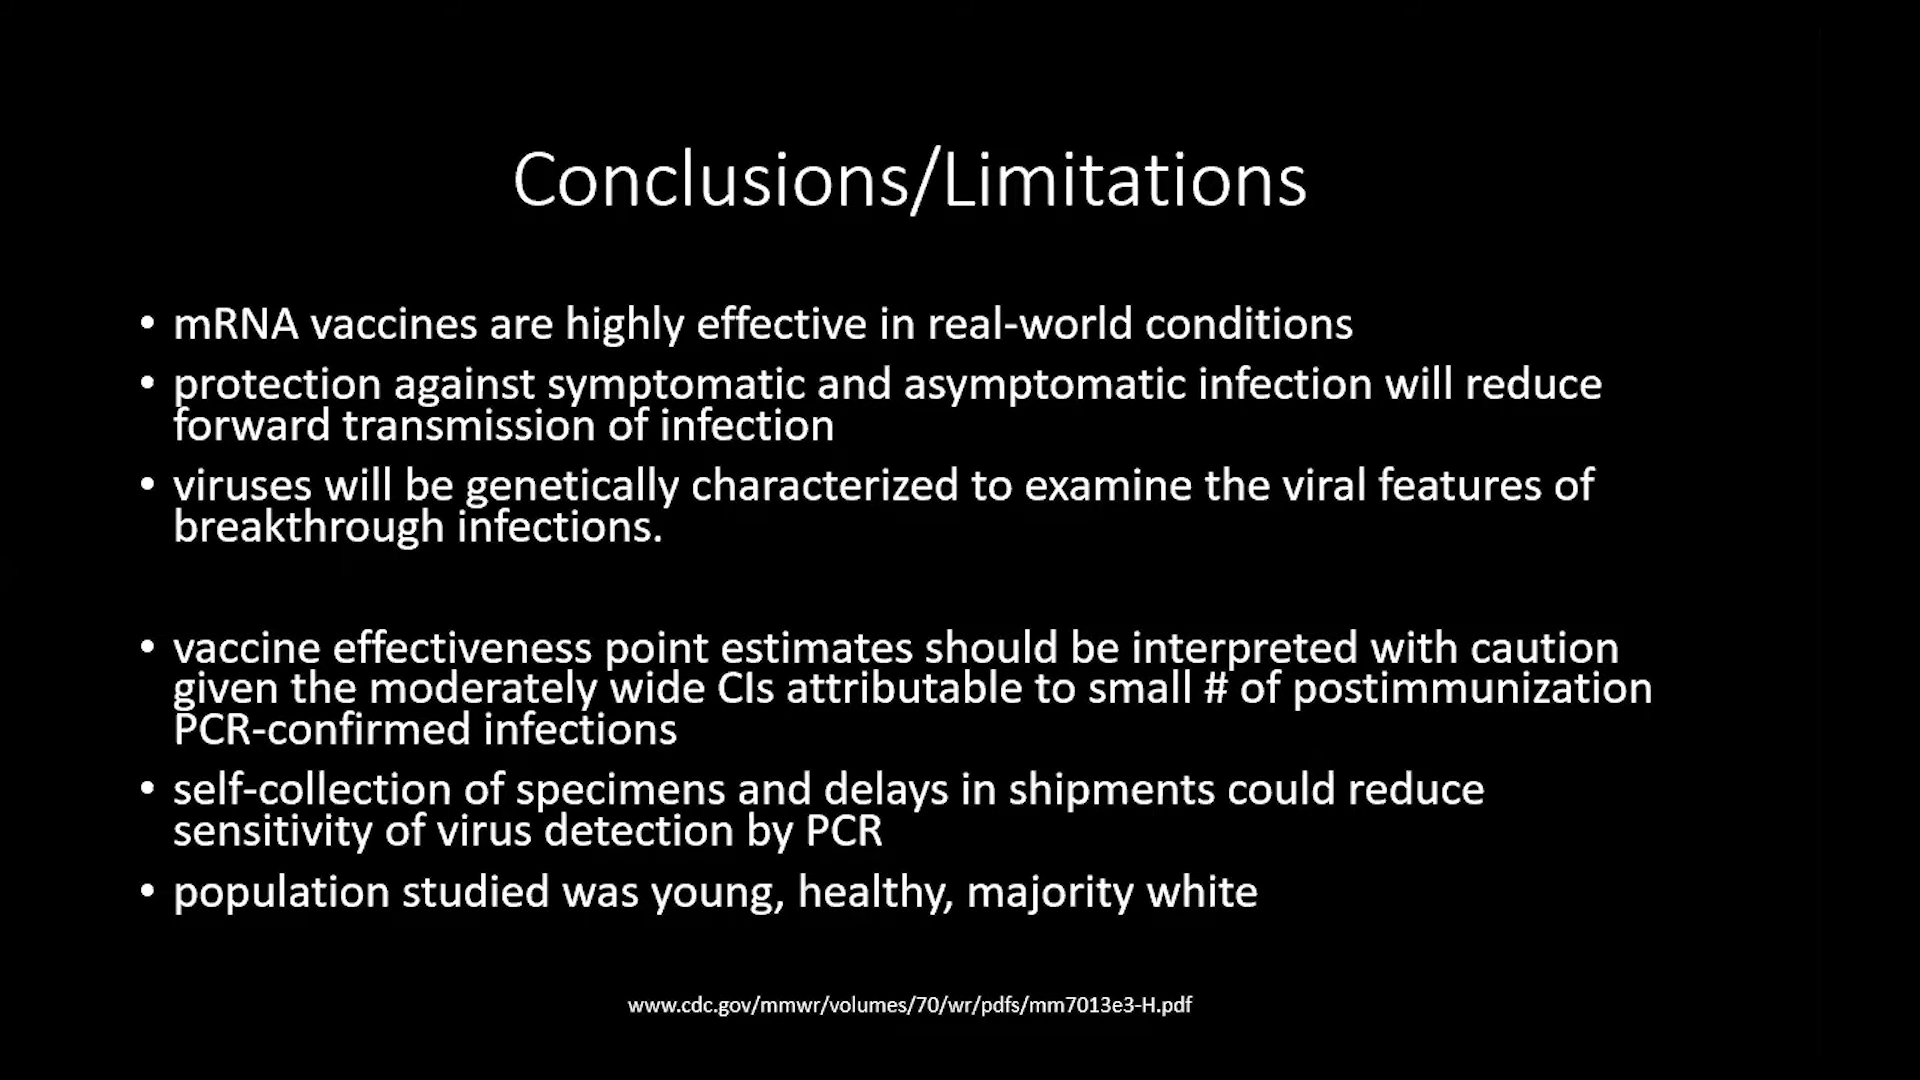 Conclusions/Limitations
• mRNA vaccines are highly effective in real-world conditions
• protection against symptomatic and asymptomatic infection will reduce
forward transmission of infection
• viruses will be genetically characterized to examine the viral features of
breakthrough infections.
• vaccine effectiveness point estimates should be interpreted with caution
given the moderately wide CIs attributable to small # of postimmunization
PCR-confirmed infections
• self-collection of specimens and delays in shipments could reduce
sensitivity of virus detection by PCR
• population studied was young, healthy, majority white
www.cdc.gov/mmwr/volumes/70/wr/pdfs/mm7013e3-H.pdf